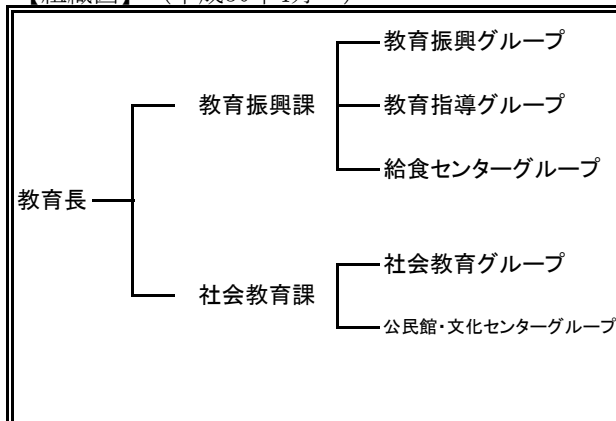 教育振興グループ
教育振興課
教育指導グループ
給食センターグループ
教育長
社会教育グループ
社会教育課
公民館・文化センターグループ